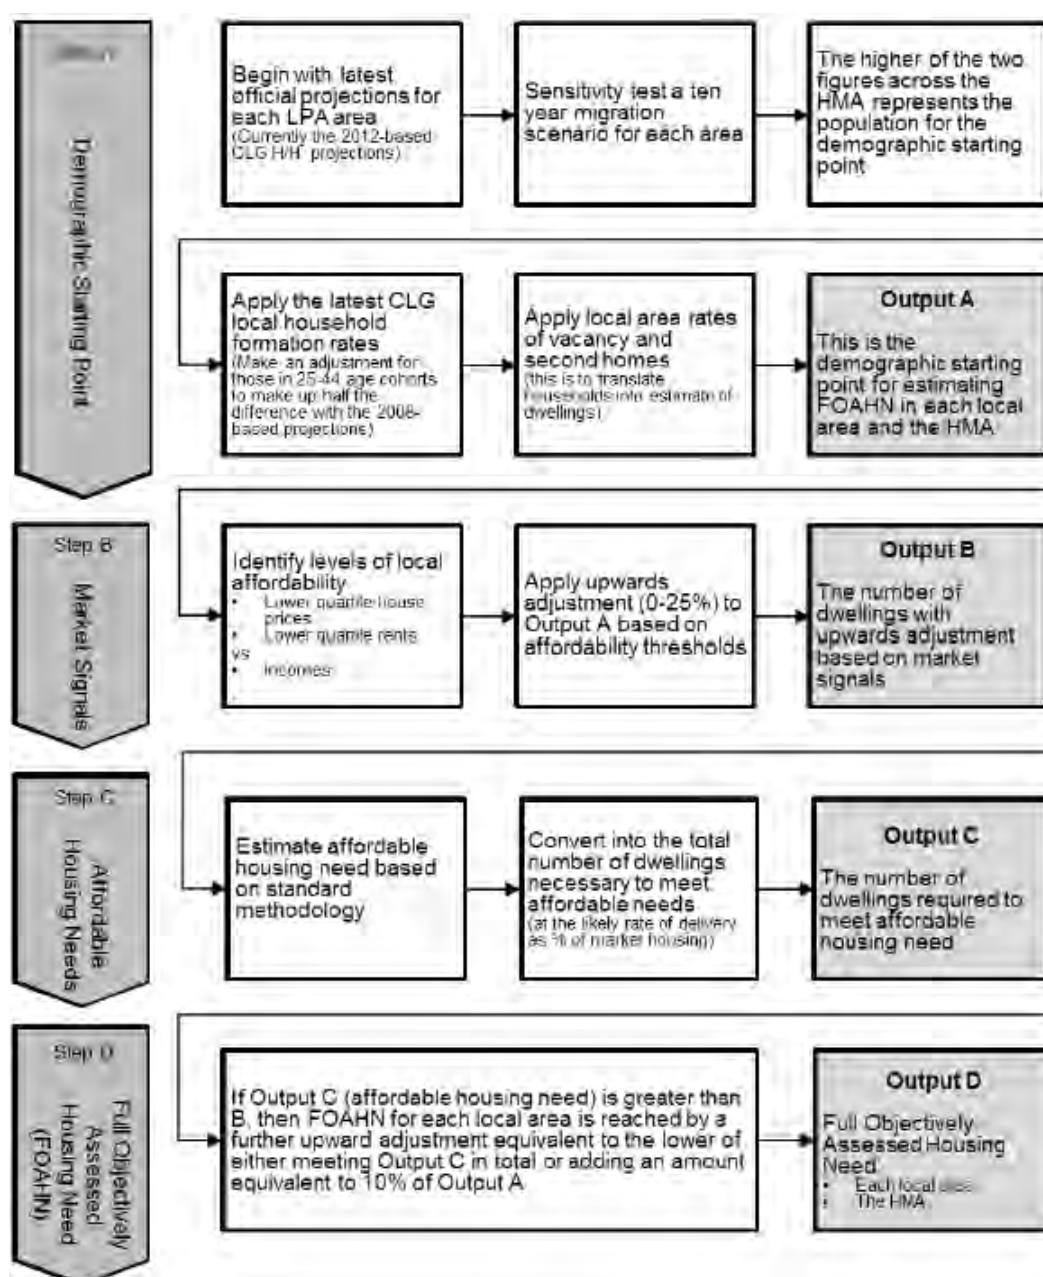 Demographic Starting Point
Begin with latest
official projections for
each LPA area
(Currently the 2012-based
CLG H/H projections)
Sensitivity test a ten
year migration
scenario for each area
The higher of the two
figures across the
HMA represents the
population for the
demographic starting
point
Apply the latest CLG
local household
formation rates
(Make an adjustment for
those in 25-44 age cohorts
to make up half the
difference with the 2008-
based projections)
Apply local area rates
of vacancy and
second homes
(this is to translate
households into estimate of
dwellings)
Output A
This is the
demographic starting
point for estimating
FOAHN in each local
area and the HMA
Step B
Market Signals
Identify levels of local
affordability
• Lower quartile house
prices
• Lower quartile rents
vs
• Incomes
Apply upwards
adjustment (0-25%) to
Output A based on
affordability thresholds
Output B
The number of
dwellings with
upwards adjustment
based on market
signals
Step C
Affordable
Housing Needs
Estimate affordable
housing need based
on standard
methodology
Convert into the total
number of dwellings
necessary to meet
affordable needs
(at the likely rate of delivery
as % of market housing)
Output C
The number of
dwellings required to
meet affordable
housing need
Step D
Full Objectively
Assessed
Housing Need
(FOAHN)
If Output C (affordable housing need) is greater than
B, then FOAHN for each local area is reached by a
further upward adjustment equivalent to the lower of
either meeting Output C in total or adding an amount
equivalent to 10% of Output A
Output D
Full Objectively
Assessed Housing
Need
• Each local area
• The HMA